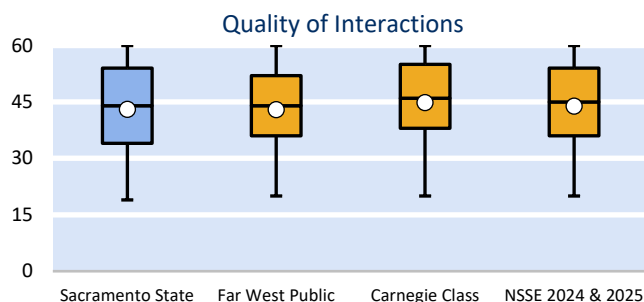 Quality of Interactions
60
45
30
15
0
Sacramento State
Far West Public
Carnegie Class
NSSE 2024 & 2025